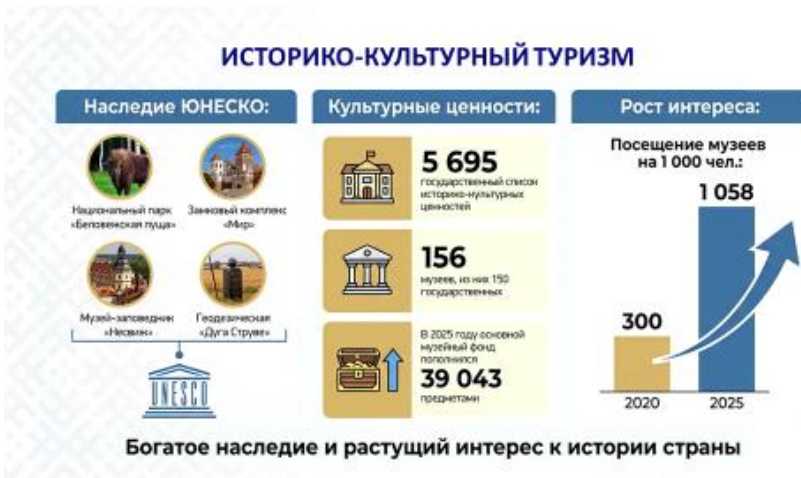 ИСТОРИКО-КУЛЬТУРНЫЙ ТУРИЗМ
Наследие ЮНЕСКО:
Национальный парк
«Беловежская пуща»
Замковый комплекс
«Мир»
Музей-заповедник
«Несвиж»
Геодезическая
«Дуга Струве»
UNESCO
Культурные ценности:
5 695
государственный список
историко-культурных
ценностей
156
музеев, из них 150
государственных
В 2025 году основной
музейный фонд
пополнился
39 043
предметами
Рост интереса:
Посещение музеев
на 1 000 чел.:
1 058
300
2020
2025
Богатое наследие и растущий интерес к истории страны